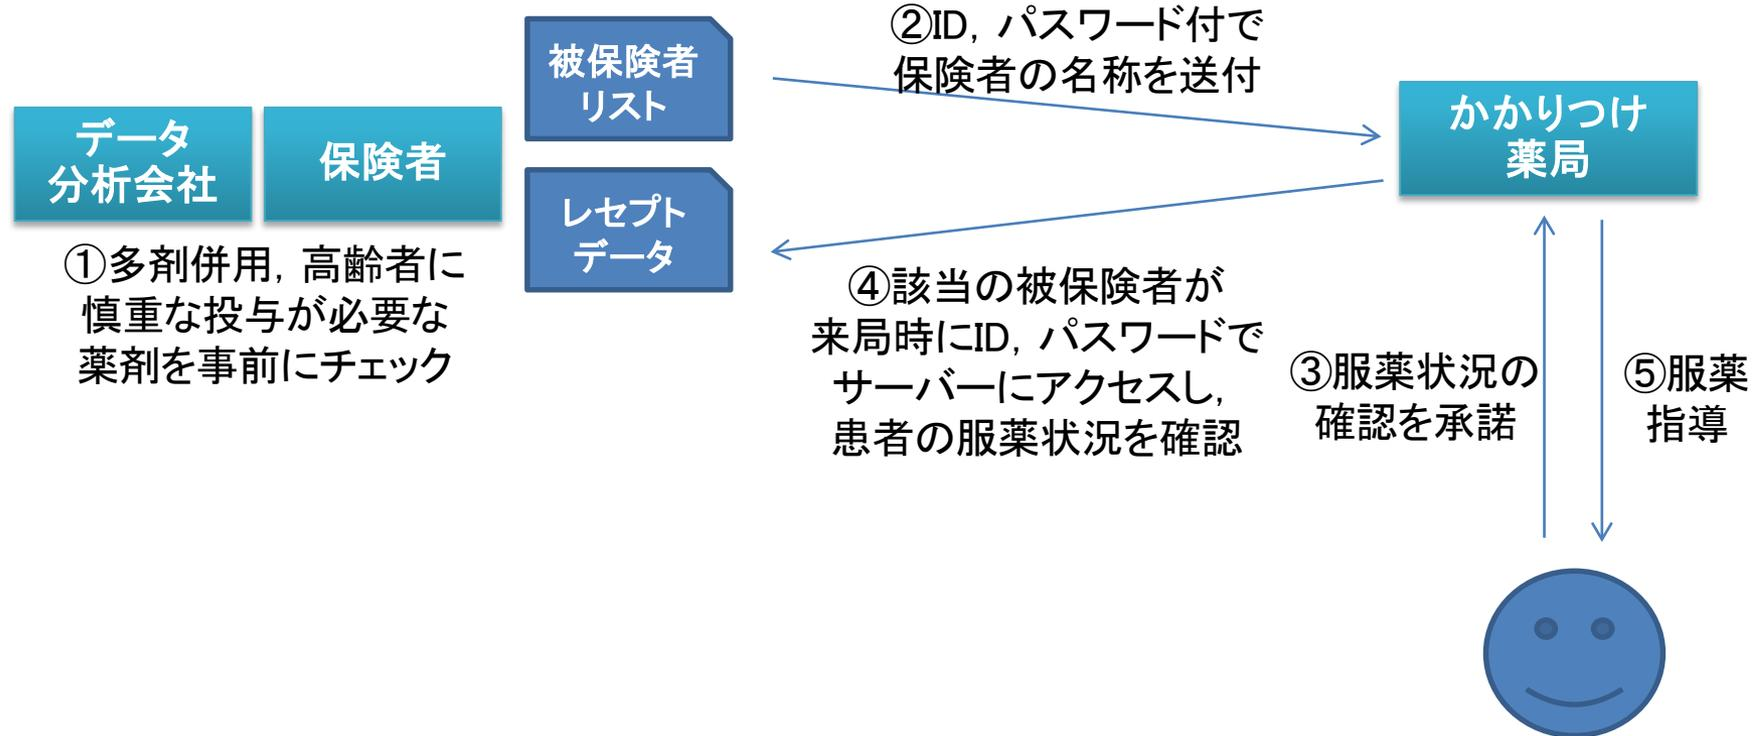 データ
分析会社
保険者
①多剤併用，高齢者に
慎重な投与が必要な
薬剤を事前にチェック
被保険者
リスト
レセプト
データ
②ID，パスワード付で
保険者の名称を送付
かかりつけ
薬局
④該当の被保険者が
来局時にID，パスワードで
サーバーにアクセスし，
患者の服薬状況を確認
③服薬状況の
確認を承諾
⑤服薬
指導